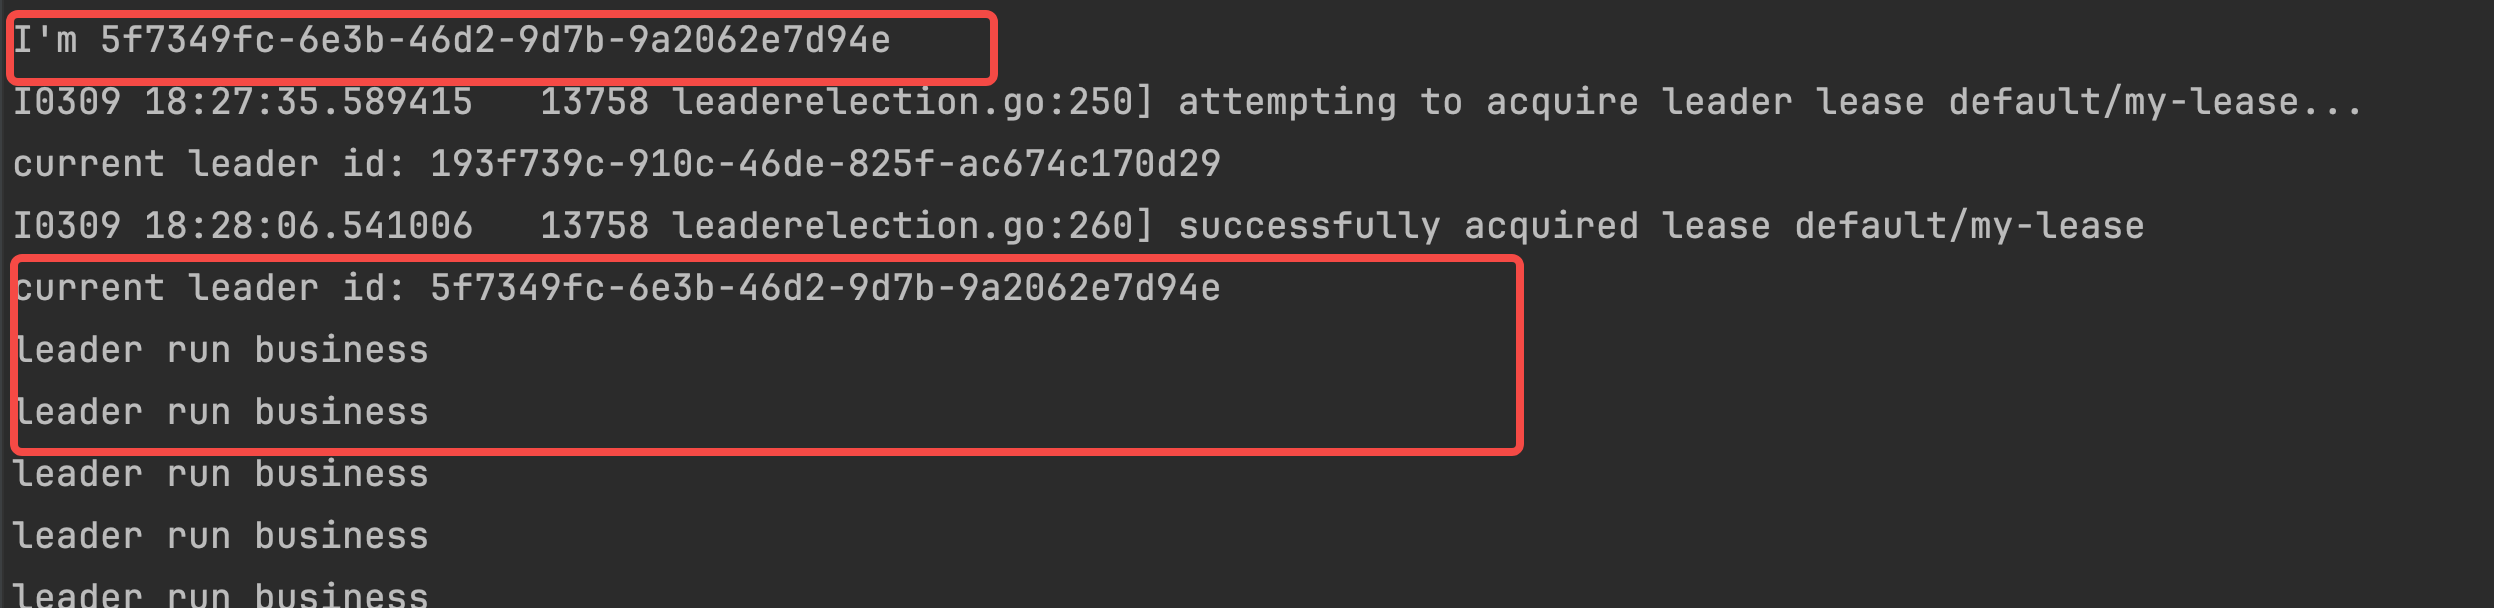 I'm 5f7349fc-6e3b-46d2-9d7b-9a2062e7d94e
I0309 18:27:35.589415   13758 leaderelection.go:250] attempting to acquire leader lease default/my-lease...
current leader id: 193f739c-910c-46de-825f-ac674c170d29
I0309 18:28:06.541006   13758 leaderelection.go:260] successfully acquired lease default/my-lease
current leader id: 5f7349fc-6e3b-46d2-9d7b-9a2062e7d94e
leader run business
leader run business
leader run business
leader run business
leader run business